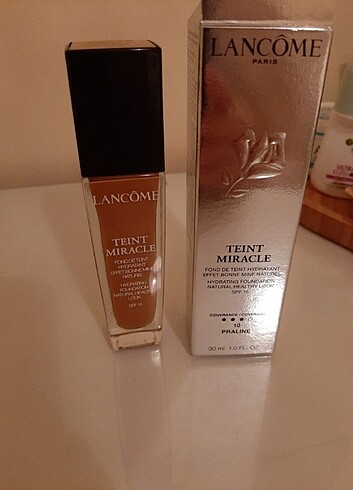 LANCÔME
TEINT
MIRACLE
FOND DE TEINT
HYDRATANT
EFFET BONNE MINE
NATUREL
HYDRATING
FOUNDATION
NATURAL HEALTHY
LOOK
SPF 15
LANCÔME
PARIS
TEINT
MIRACLE
FOND DE TEINT HYDRATANT
EFFET BONNE MINE NATUREL
HYDRATING FOUNDATION
NATURAL HEALTHY LOOK
SPF 15
COUVRANCE / COVERAGE
10
PRALINE
30 ml 1.0 FL. OZ